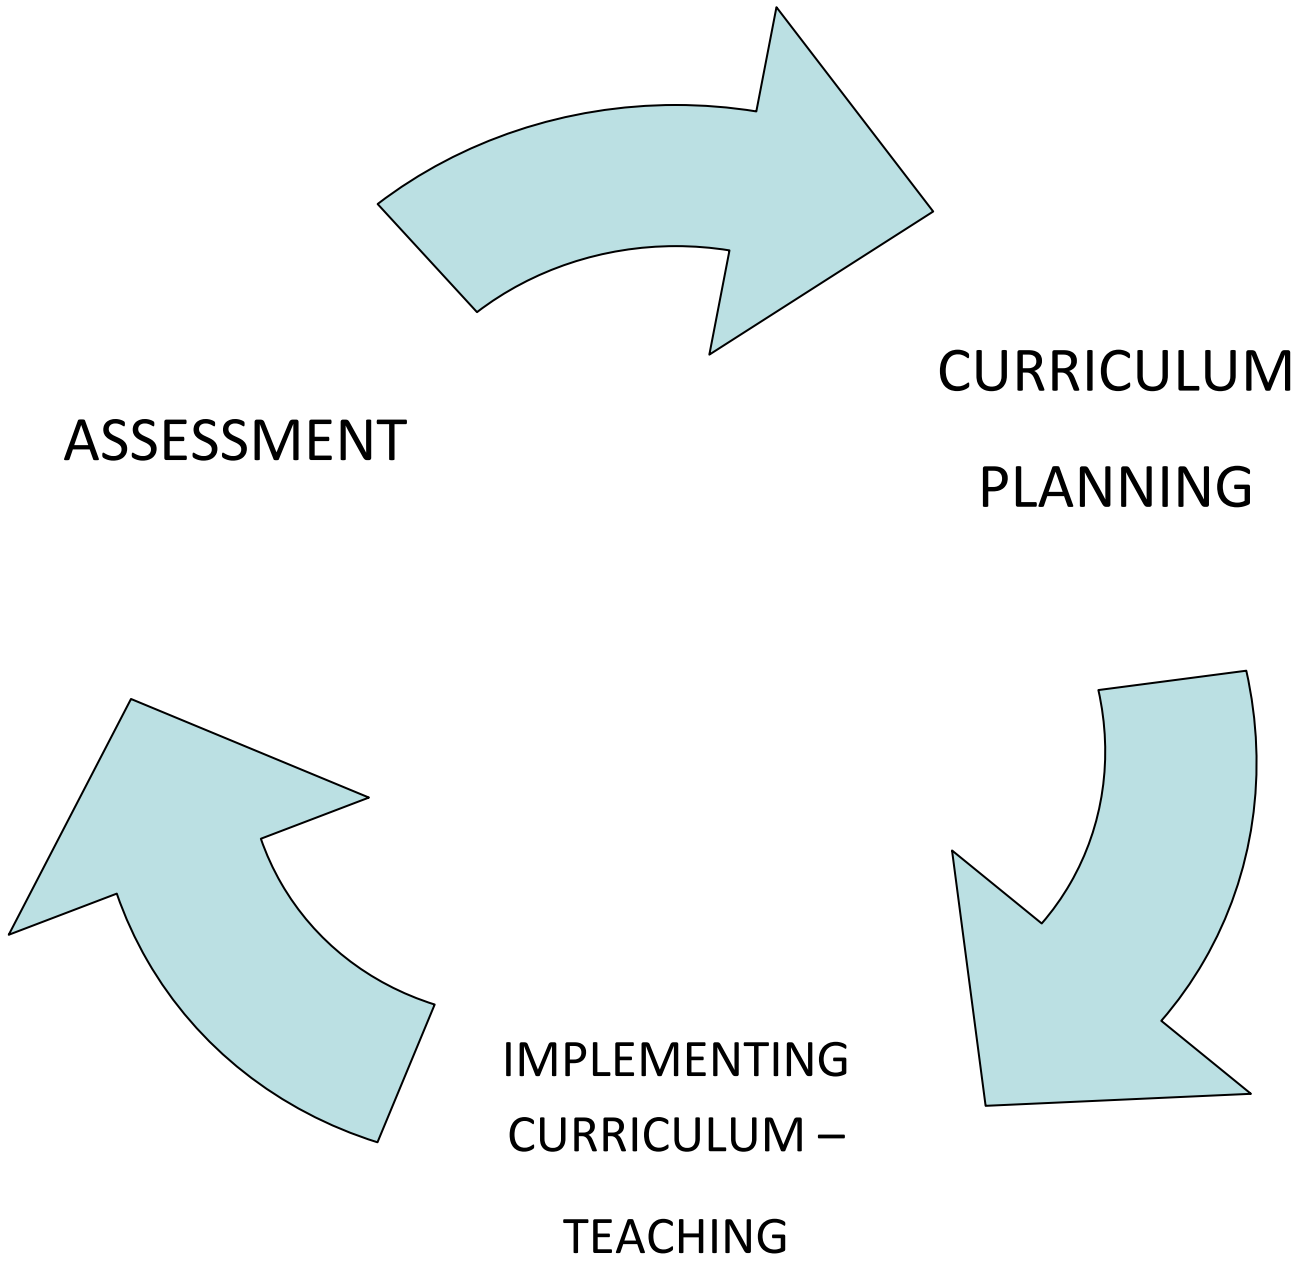 CURRICULUM
PLANNING
ASSESSMENT
IMPLEMENTING
CURRICULUM –
TEACHING